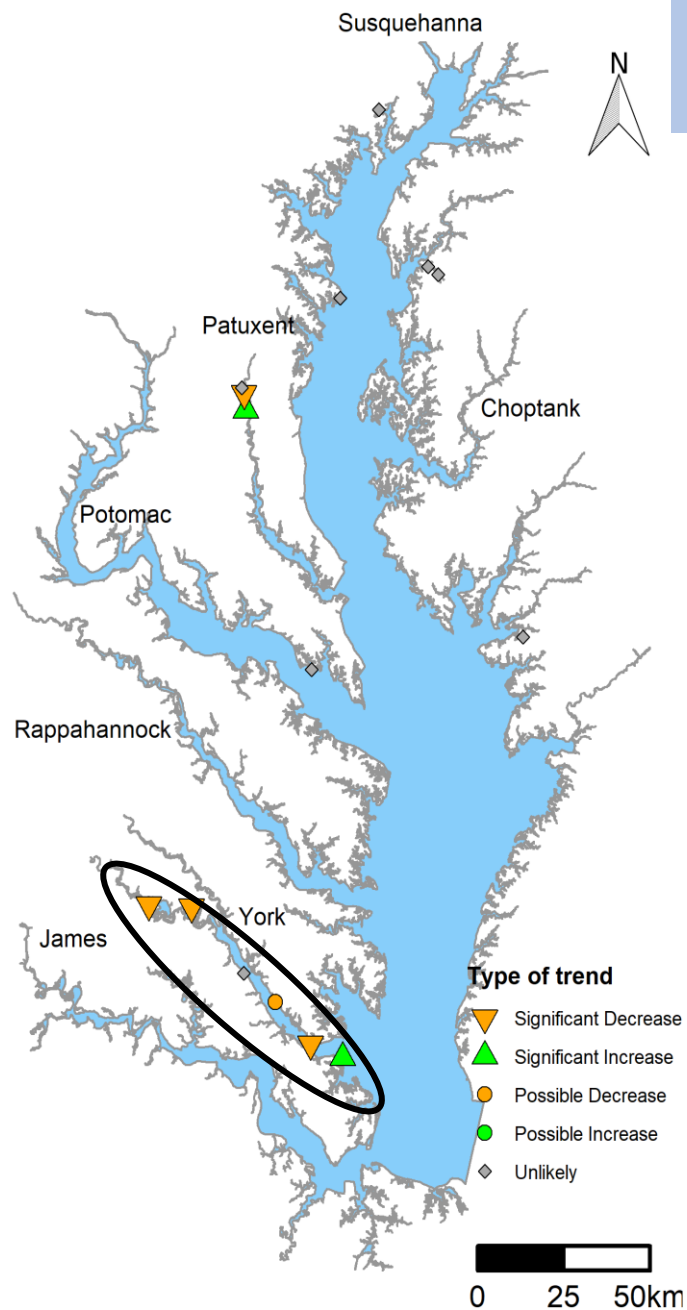 Susquehanna
N
Patuxent
Choptank
Potomac
Rappahannock
York
James
Type of trend
Significant Decrease
Significant Increase
Possible Decrease
Possible Increase
Unlikely
0 25 50km